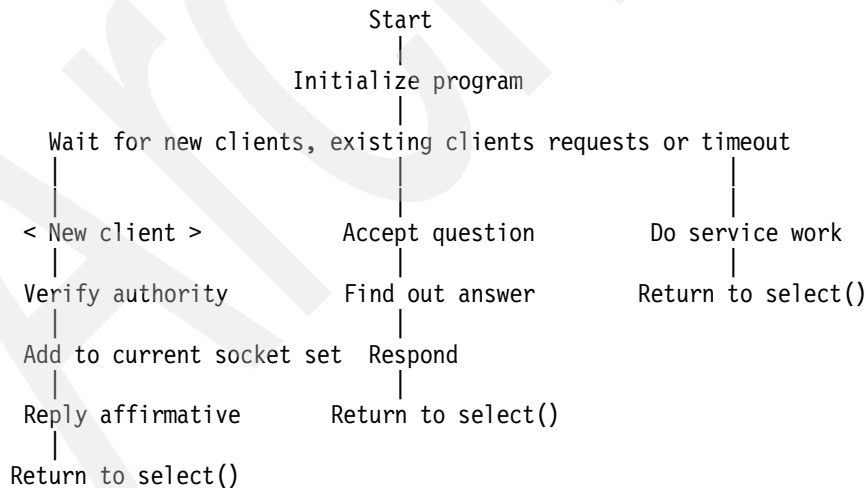 Start
Initialize program
Wait for new clients, existing clients requests or timeout
< New client > Accept question Do service work
Verify authority Find out answer Return to select()
Add to current socket set Respond
Reply affirmative Return to select()
Return to select()